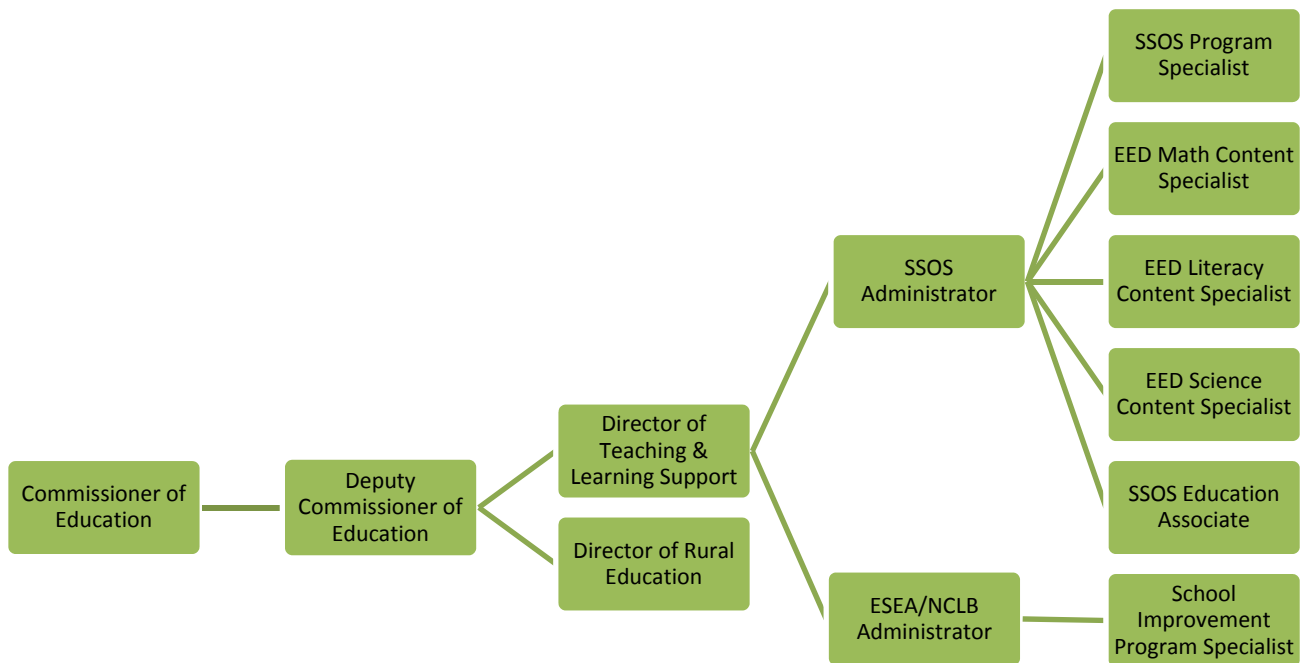 Commissioner of
Education
Deputy
Commissioner of
Education
Director of
Teaching &
Learning Support
Director of Rural
Education
SSOS
Administrator
ESEA/NCLB
Administrator
SSOS Program
Specialist
EED Math Content
Specialist
EED Literacy
Content Specialist
EED Science
Content Specialist
SSOS Education
Associate
School
Improvement
Program Specialist